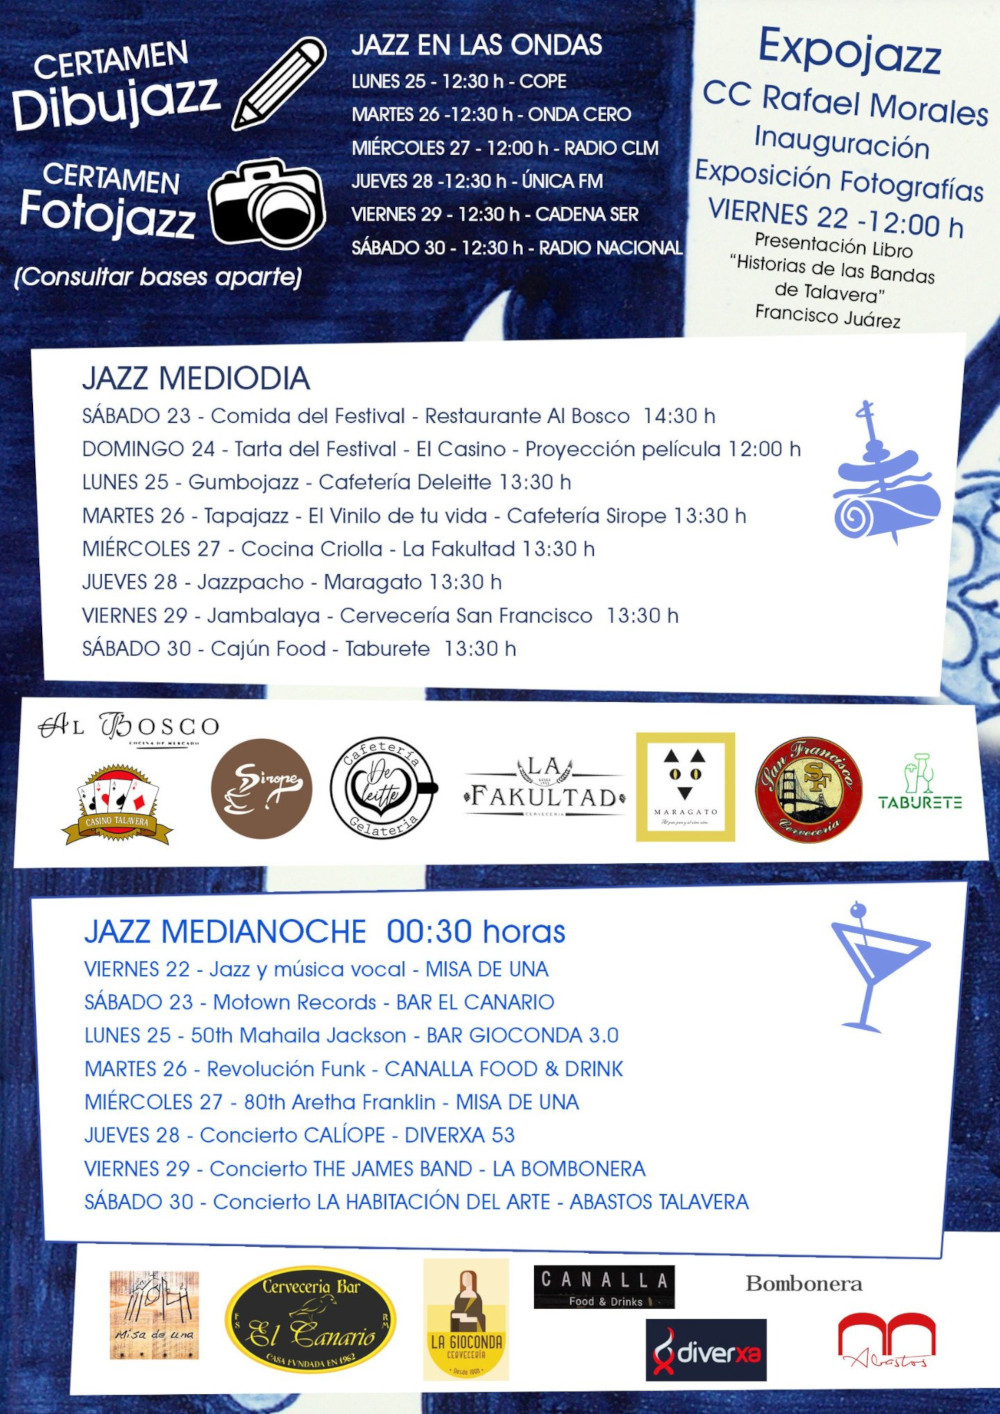 CERTAMEN
Dibujazz
CERTAMEN
Fotojazz
(Consultar bases aparte)
JAZZ EN LAS ONDAS
LUNES 25 - 12:30 h - COPE
MARTES 26 -12:30 h - ONDA CERO
MIÉRCOLES 27 - 12:00 h - RADIO CLM
JUEVES 28 -12:30 h - ÚNICA FM
VIERNES 29 - 12:30 h - CADENA SER
SÁBADO 30 - 12:30 h - RADIO NACIONAL
Expojazz
CC Rafael Morales
Inauguración
Exposición Fotografías
VIERNES 22 -12:00 h
Presentación Libro
"Historias de las Bandas
de Talavera"
Francisco Juárez
JAZZ MEDIODIA
SÁBADO 23 - Comida del Festival - Restaurante Al Bosco 14:30 h
DOMINGO 24 - Tarta del Festival - El Casino - Proyección película 12:00 h
LUNES 25 - Gumbojazz - Cafetería Deleitte 13:30 h
MARTES 26 - Tapajazz - El Vinilo de tu vida - Cafetería Sirope 13:30 h
MIÉRCOLES 27 - Cocina Criolla - La Fakultad 13:30 h
JUEVES 28 - Jazzpacho - Maragato 13:30 h
VIERNES 29 - Jambalaya - Cervecería San Francisco 13:30 h
SÁBADO 30 - Cajún Food - Taburete 13:30 h
AL BOSCO
COCINA DE MERCADO
CASINO TALAVERA
Sirope
Cafetería
De
leitte
Gelatería
LA
FAKULTAD
CERVECERIA
MARAGATO
San Francisco
SF
Cervecería
TABURETE
JAZZ MEDIANOCHE 00:30 horas
VIERNES 22 - Jazz y música vocal - MISA DE UNA
SÁBADO 23 - Motown Records - BAR EL CANARIO
LUNES 25 - 50th Mahaila Jackson - BAR GIOCONDA 3.0
MARTES 26 - Revolución Funk - CANALLA FOOD & DRINK
MIÉRCOLES 27 - 80th Aretha Franklin - MISA DE UNA
JUEVES 28 - Concierto CALÍOPE - DIVERXA 53
VIERNES 29 - Concierto THE JAMES BAND - LA BOMBONERA
SÁBADO 30 - Concierto LA HABITACIÓN DEL ARTE - ABASTOS TALAVERA
Misa de una
Cerveceria Bar
El Canario
CASA FVNDADA EN 1962
LA GIOCONDA
CERVECERÍA
CANALLA
Food & Drinks
diverxa
Bombonera
Abastos